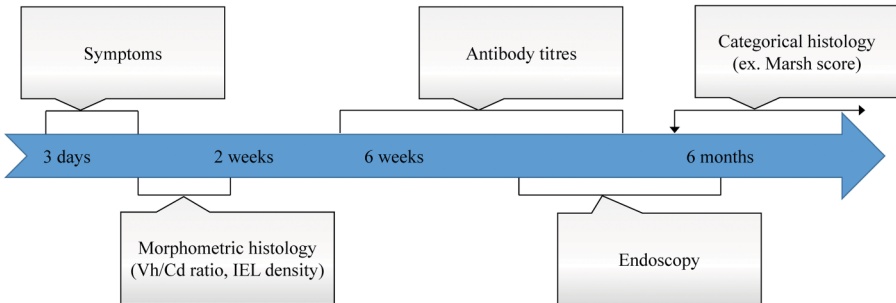 Symptoms
Antibody titres
Categorical histology
(ex. Marsh score)
3 days
2 weeks
6 weeks
6 months
Morphometric histology
(Vh/Cd ratio, IEL density)
Endoscopy